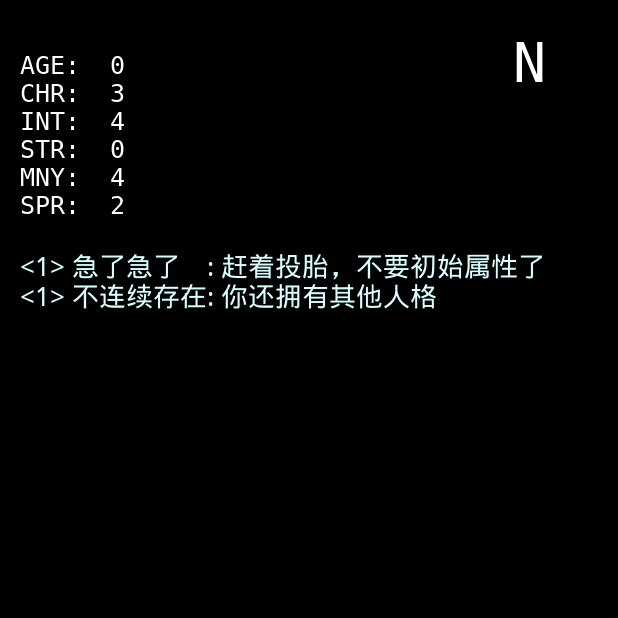 N
AGE: 0
CHR: 3
INT: 4
STR: 0
MNY: 4
SPR: 2
<1> 急了急了　: 赶着投胎，不要初始属性了
<1> 不连续存在: 你还拥有其他人格